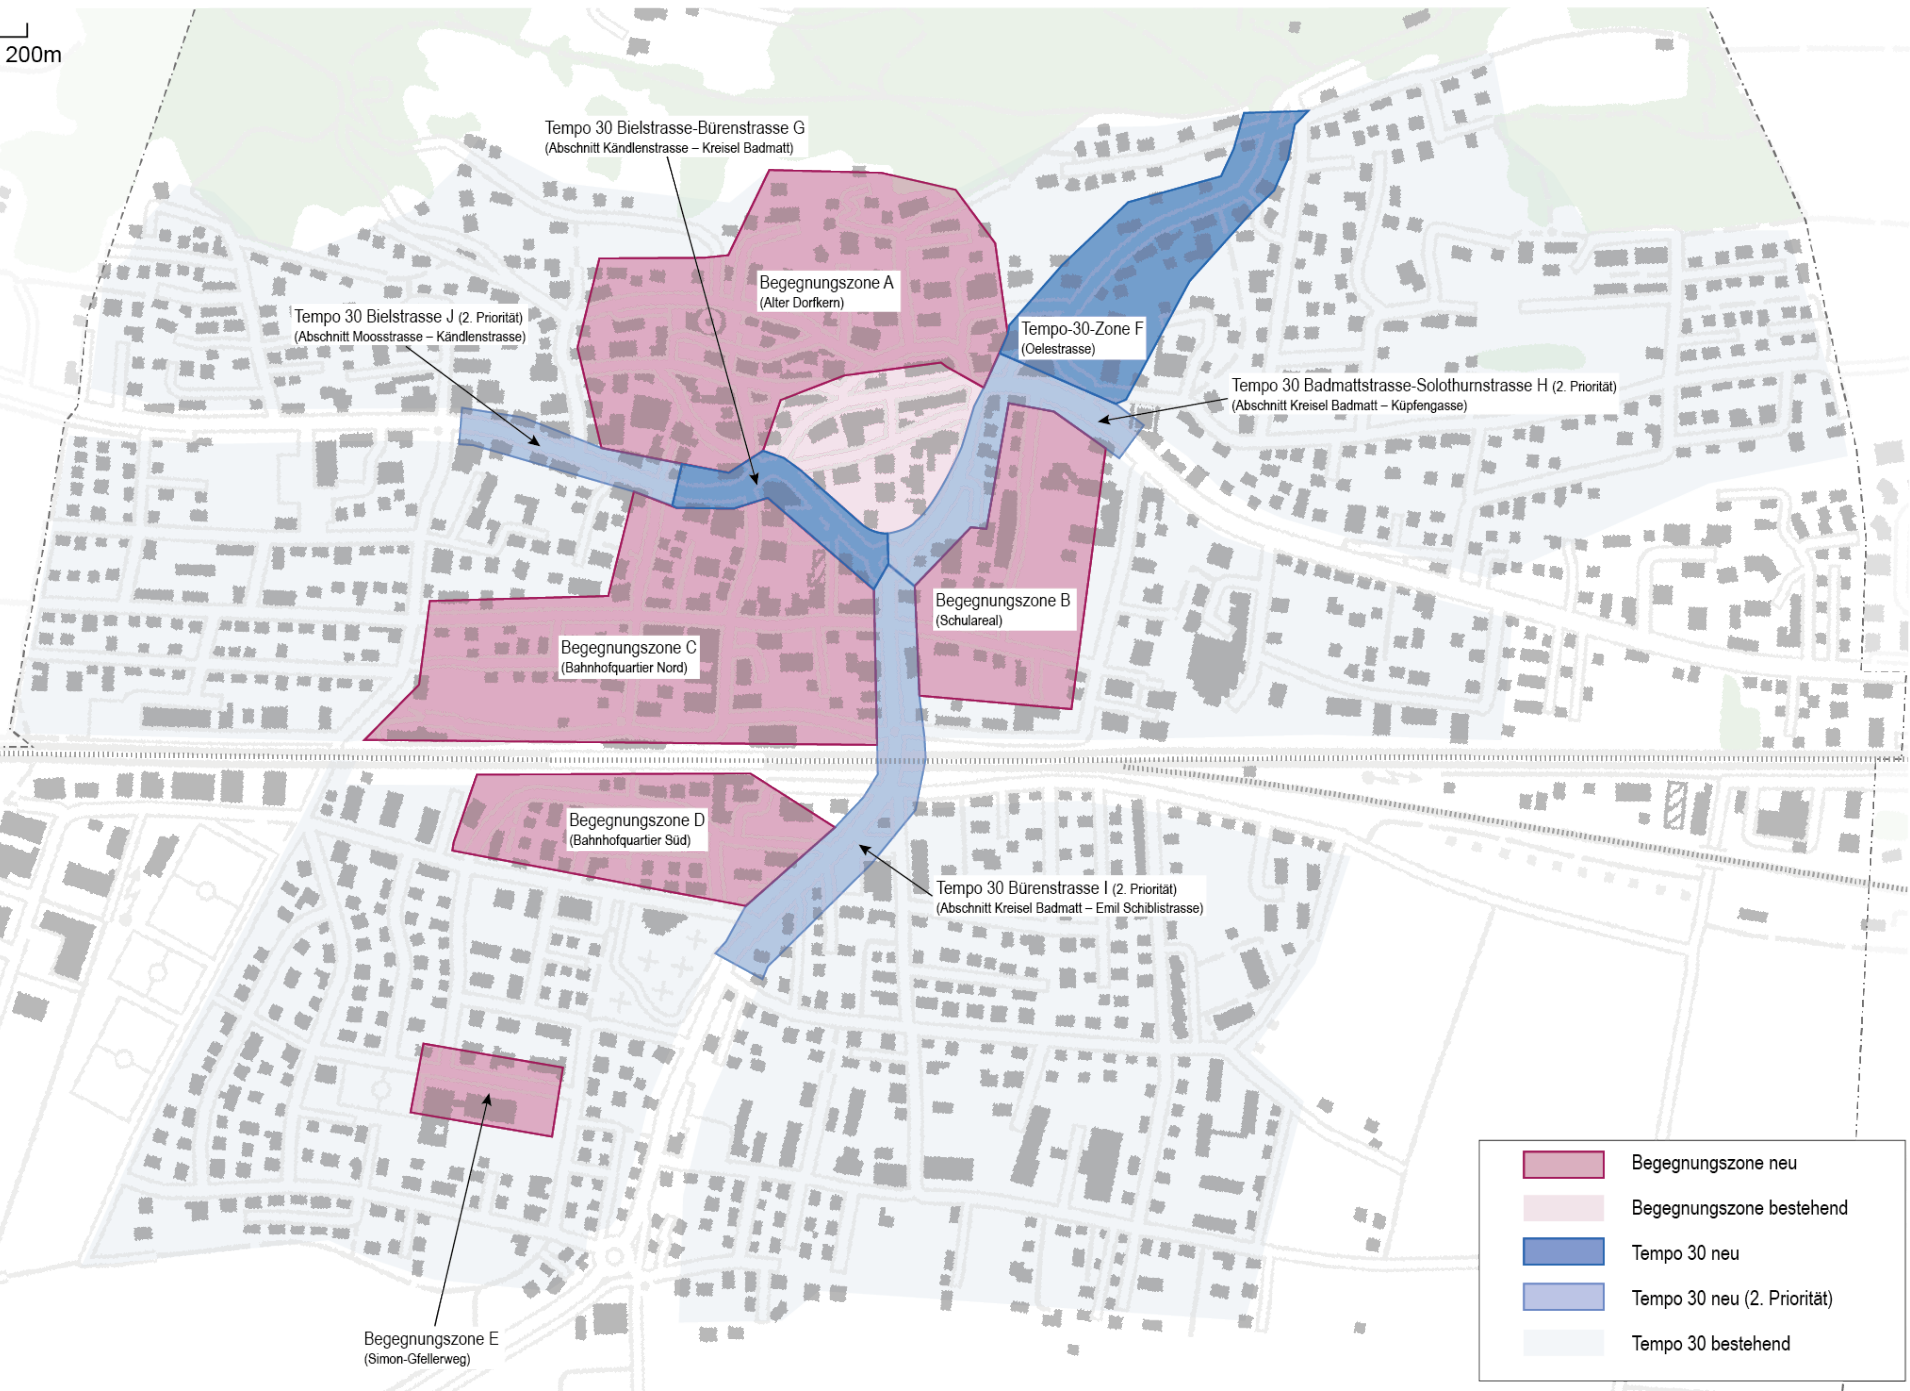 200m
Tempo 30 Bielstrasse-Bürenstrasse G
(Abschnitt Kändlenstrasse – Kreisel Badmatt)
Begegnungszone A
(Alter Dorfkern)
Tempo 30 Bielstrasse J (2. Priorität)
(Abschnitt Moosstrasse – Kändlenstrasse)
Tempo-30-Zone F
(Oelestrasse)
Tempo 30 Badmattstrasse-Solothurnstrasse H (2. Priorität)
(Abschnitt Kreisel Badmatt – Küpfengasse)
Begegnungszone B
(Schulareal)
Begegnungszone C
(Bahnhofquartier Nord)
Begegnungszone D
(Bahnhofquartier Süd)
Tempo 30 Bürenstrasse I (2. Priorität)
(Abschnitt Kreisel Badmatt – Emil Schiblistrasse)
Begegnungszone E
(Simon-Gfellerweg)
Begegnungszone neu
Begegnungszone bestehend
Tempo 30 neu
Tempo 30 neu (2. Priorität)
Tempo 30 bestehend